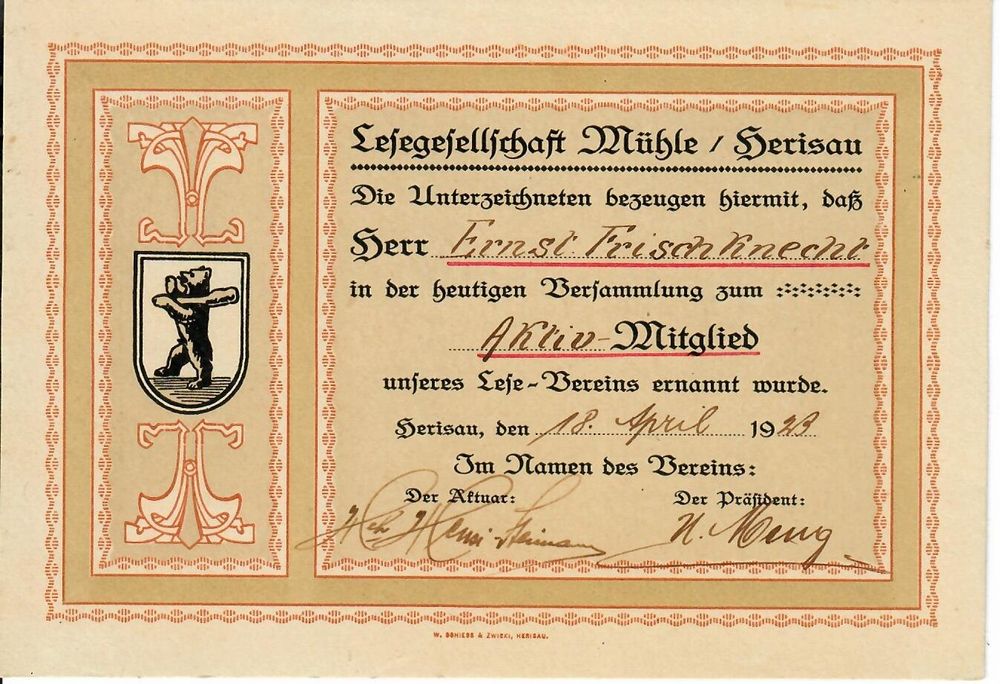 Lesegesellschaft Mühle / Herisau
Die Unterzeichneten bezeugen hiermit, daß
Herr Ernst Frischknecht
in der heutigen Versammlung zum
Aktiv-Mitglied
unseres Lese-Vereins ernannt wurde.
Herisau, den 18. April 1929
Im Namen des Vereins:
Der Aktuar: Der Präsident:
H. Meng
W. SCHIESS & ZWICKI, HERISAU.